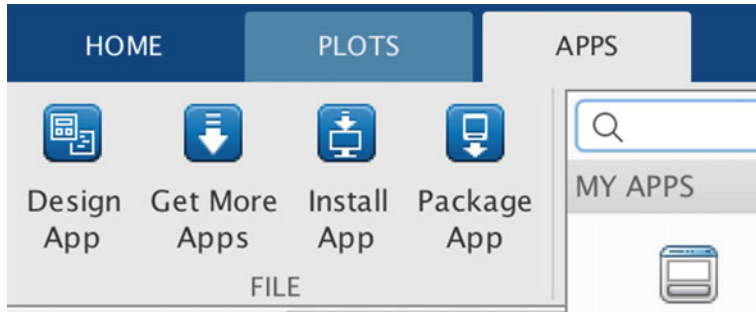 HOME PLOTS APPS
Design App
Get More Apps
Install App
Package App
FILE
MY APPS